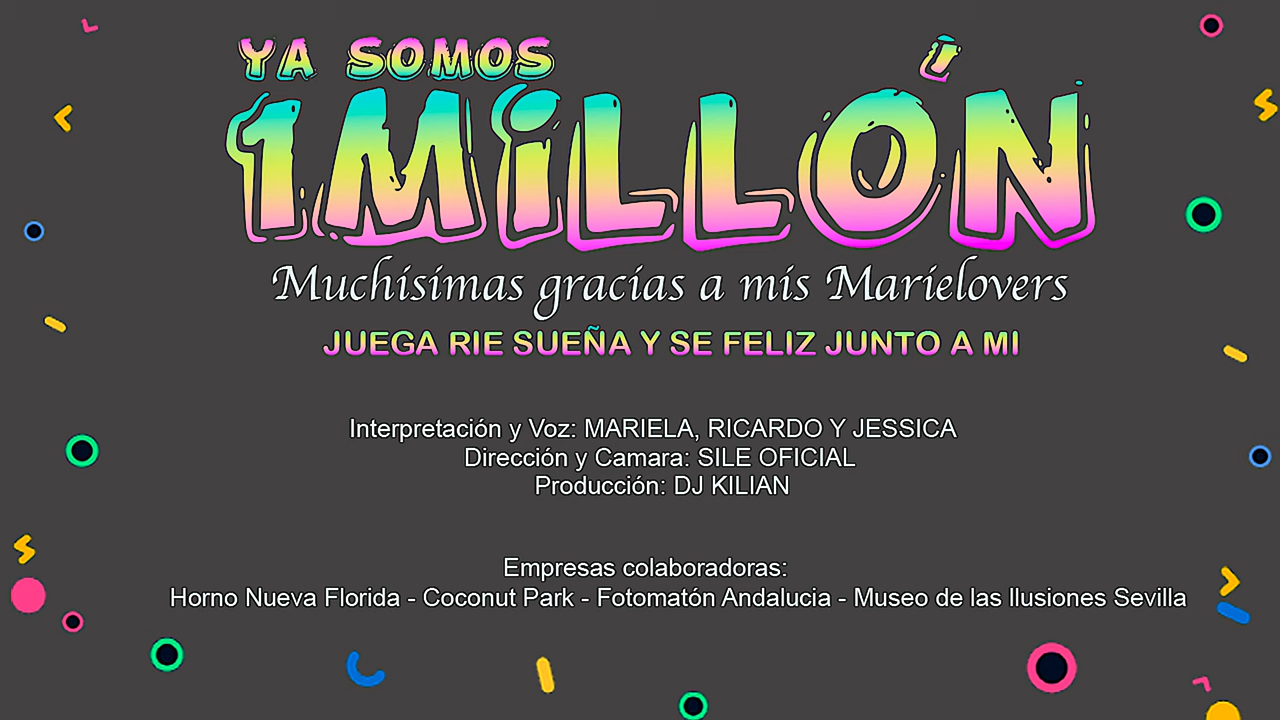 YA SOMOS
1MiLLÓN
Muchísimas gracias a mis Marielovers
JUEGA RIE SUEÑA Y SE FELIZ JUNTO A MI
Interpretación y Voz: MARIELA, RICARDO Y JESSICA
Dirección y Camara: SILE OFICIAL
Producción: DJ KILIAN
Empresas colaboradoras:
Horno Nueva Florida - Coconut Park - Fotomatón Andalucia - Museo de las Ilusiones Sevilla